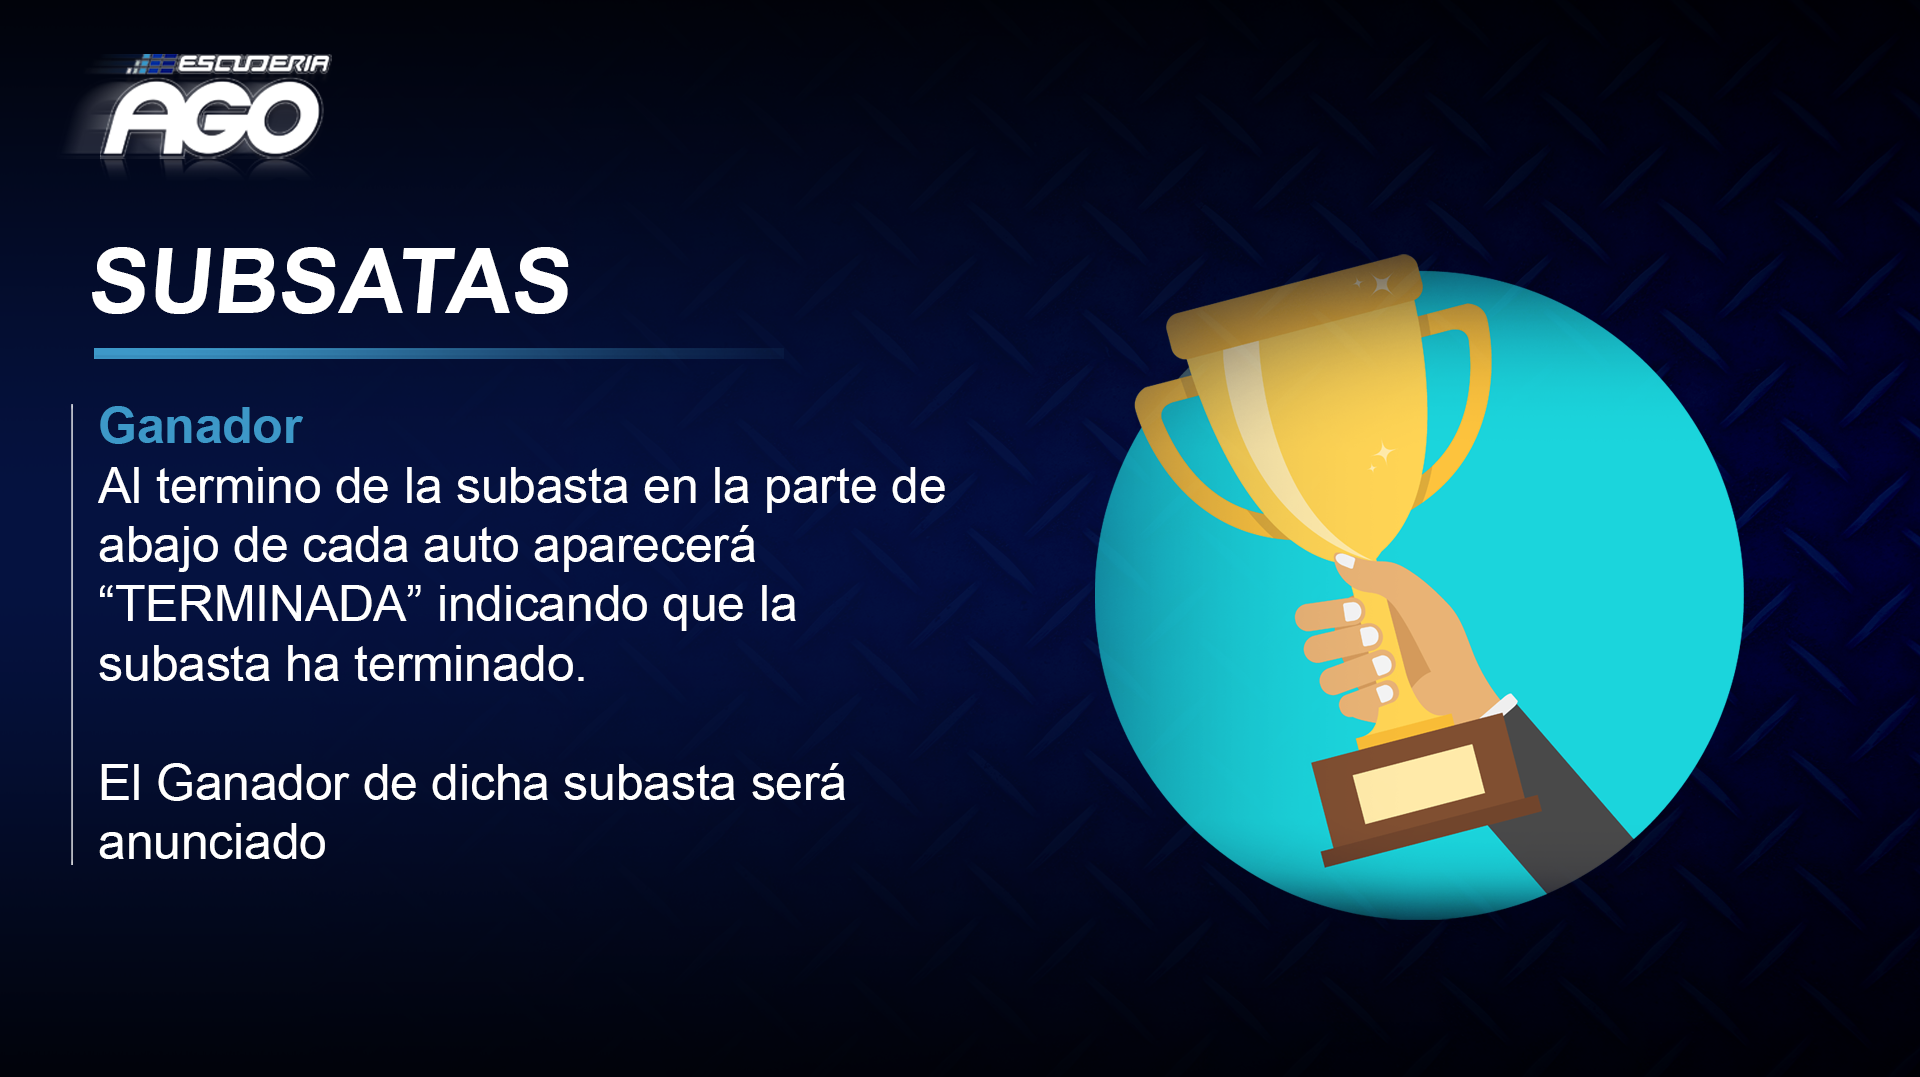 ESCUDERIA
AGO
SUBSATAS
Ganador
Al termino de la subasta en la parte de
abajo de cada auto aparecerá
“TERMINADA” indicando que la
subasta ha terminado.
El Ganador de dicha subasta será
anunciado